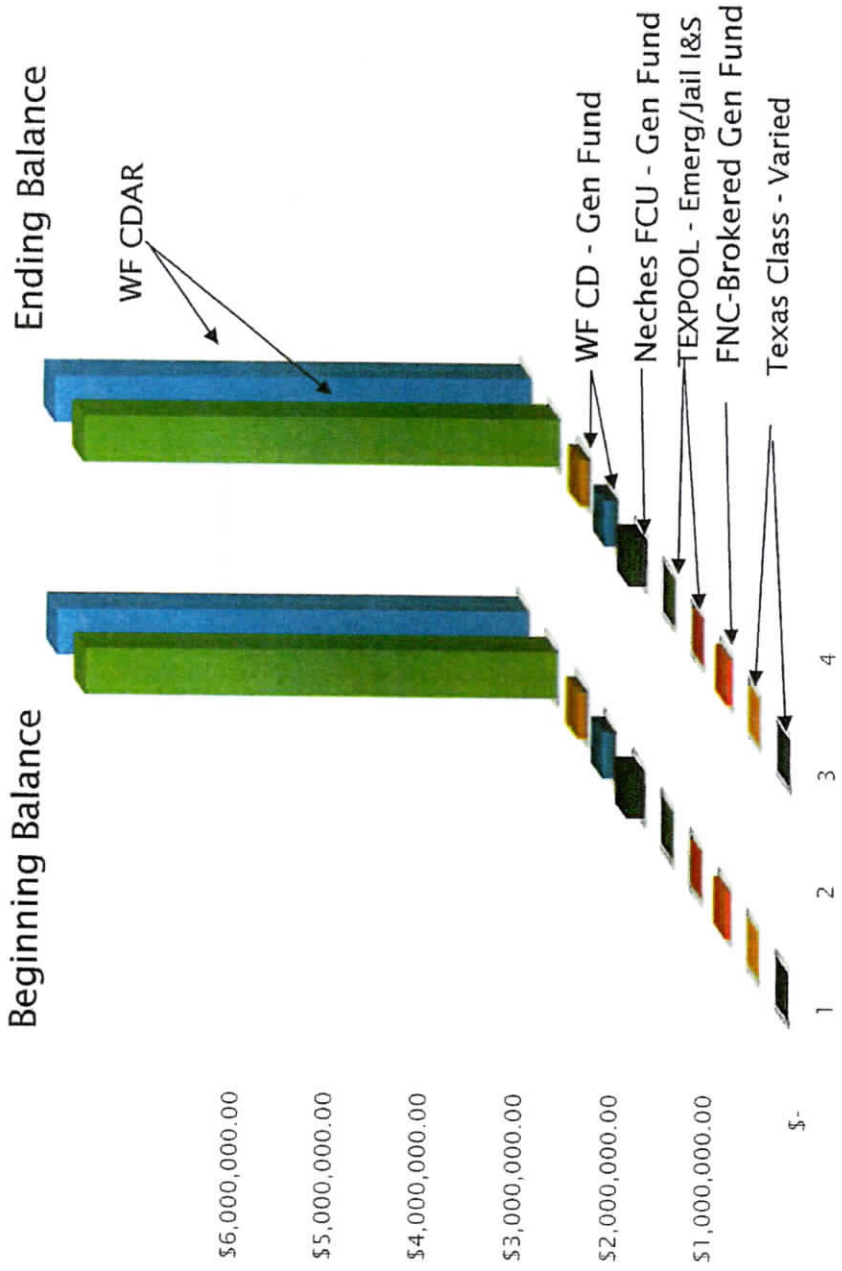 Beginning Balance
Ending Balance
WF CDAR
WF CD - Gen Fund
Neches FCU - Gen Fund
TEXPOOL - Emerg/Jail I&S
FNC-Brokered Gen Fund
Texas Class - Varied
$6,000,000.00
$5,000,000.00
$4,000,000.00
$3,000,000.00
$2,000,000.00
$1,000,000.00
$-
1
2
3
4